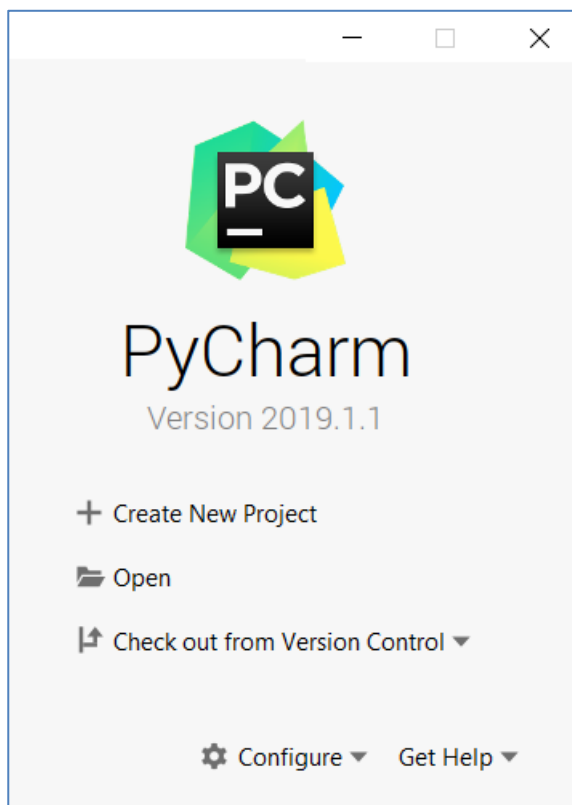 PC
PyCharm
Version 2019.1.1
Create New Project
Open
Check out from Version Control
Configure Get Help